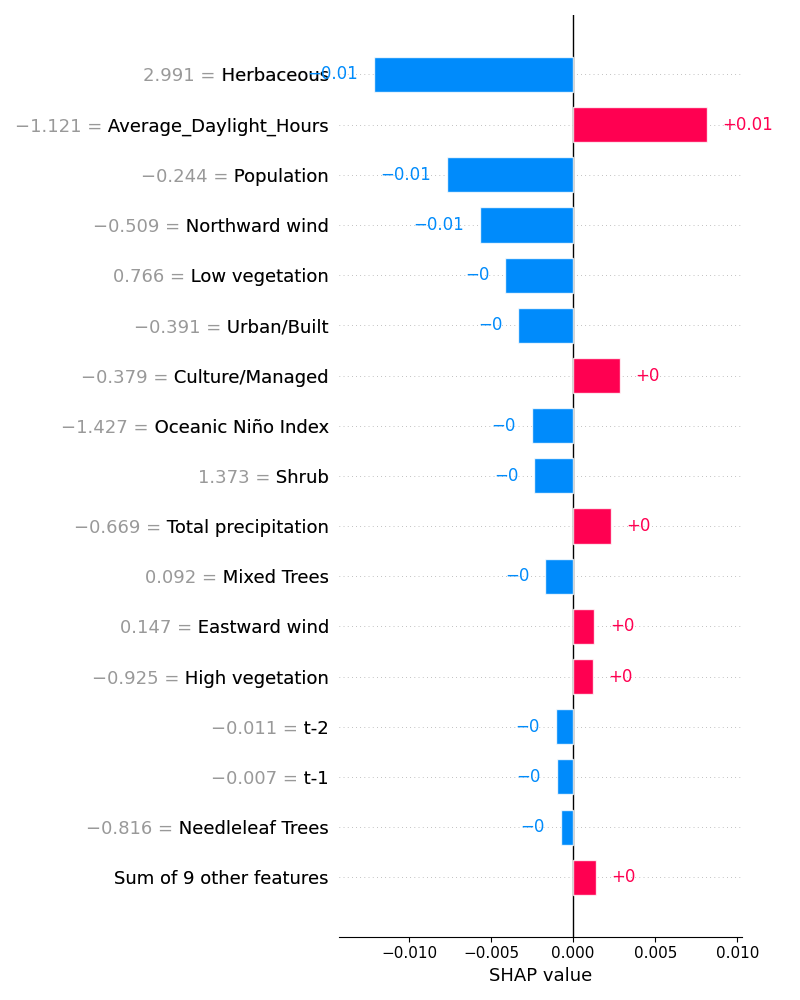 2.991 = Herbaceous −0.01
−1.121 = Average_Daylight_Hours +0.01
−0.244 = Population −0.01
−0.509 = Northward wind −0.01
0.766 = Low vegetation −0
−0.391 = Urban/Built −0
−0.379 = Culture/Managed +0
−1.427 = Oceanic Niño Index −0
1.373 = Shrub −0
−0.669 = Total precipitation +0
0.092 = Mixed Trees −0
0.147 = Eastward wind +0
−0.925 = High vegetation +0
−0.011 = t-2 −0
−0.007 = t-1 −0
−0.816 = Needleleaf Trees −0
Sum of 9 other features +0
−0.010 −0.005 0.000 0.005 0.010
SHAP value